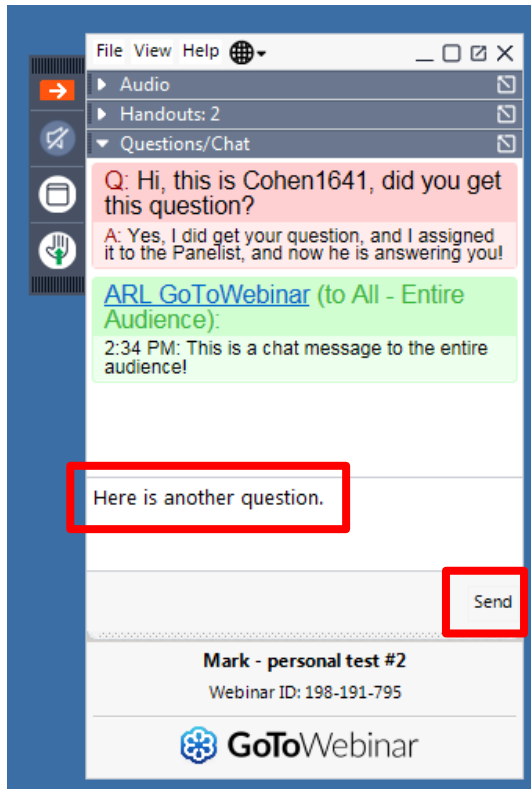 File View Help
Audio
Handouts: 2
Questions/Chat
Q: Hi, this is Cohen1641, did you get
this question?
A: Yes, I did get your question, and I assigned
it to the Panelist, and now he is answering you!
ARL GoToWebinar (to All - Entire
Audience):
2:34 PM: This is a chat message to the entire
audience!
Here is another question.
Send
Mark - personal test #2
Webinar ID: 198-191-795
GoToWebinar